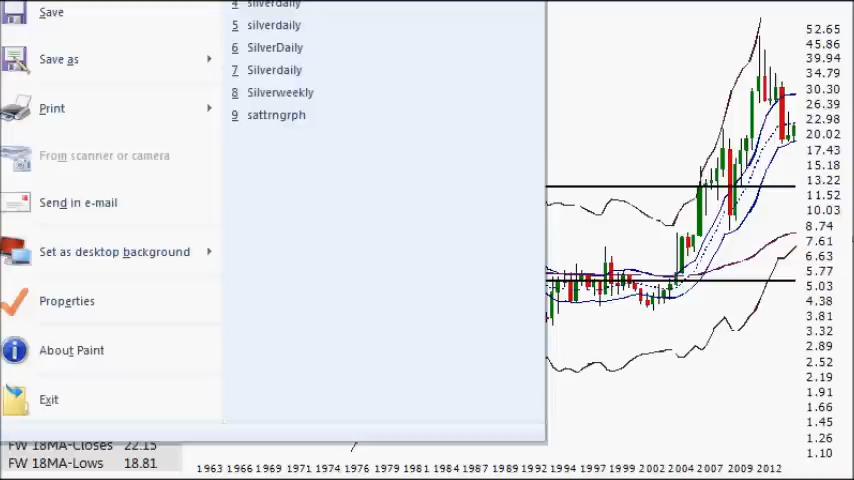 Save
Save as
Print
From scanner or camera
Send in e-mail
Set as desktop background
Properties
About Paint
Exit
4 silverdaily
5 silverdaily
6 SilverDaily
7 Silverdaily
8 Silverweekly
9 sattrngrph
52.65
45.86
39.94
34.79
30.30
26.39
22.98
20.02
17.43
15.18
13.22
11.52
10.03
8.74
7.61
6.63
5.77
5.03
4.38
3.81
3.32
2.89
2.52
2.19
1.91
1.66
1.45
1.26
1.10
FW 18MA-Closes 22.15
FW 18MA-Lows 18.81
1963 1966 1969 1971 1974 1976 1979 1981 1984 1987 1989 1992 1994 1997 1999 2002 2004 2007 2009 2012